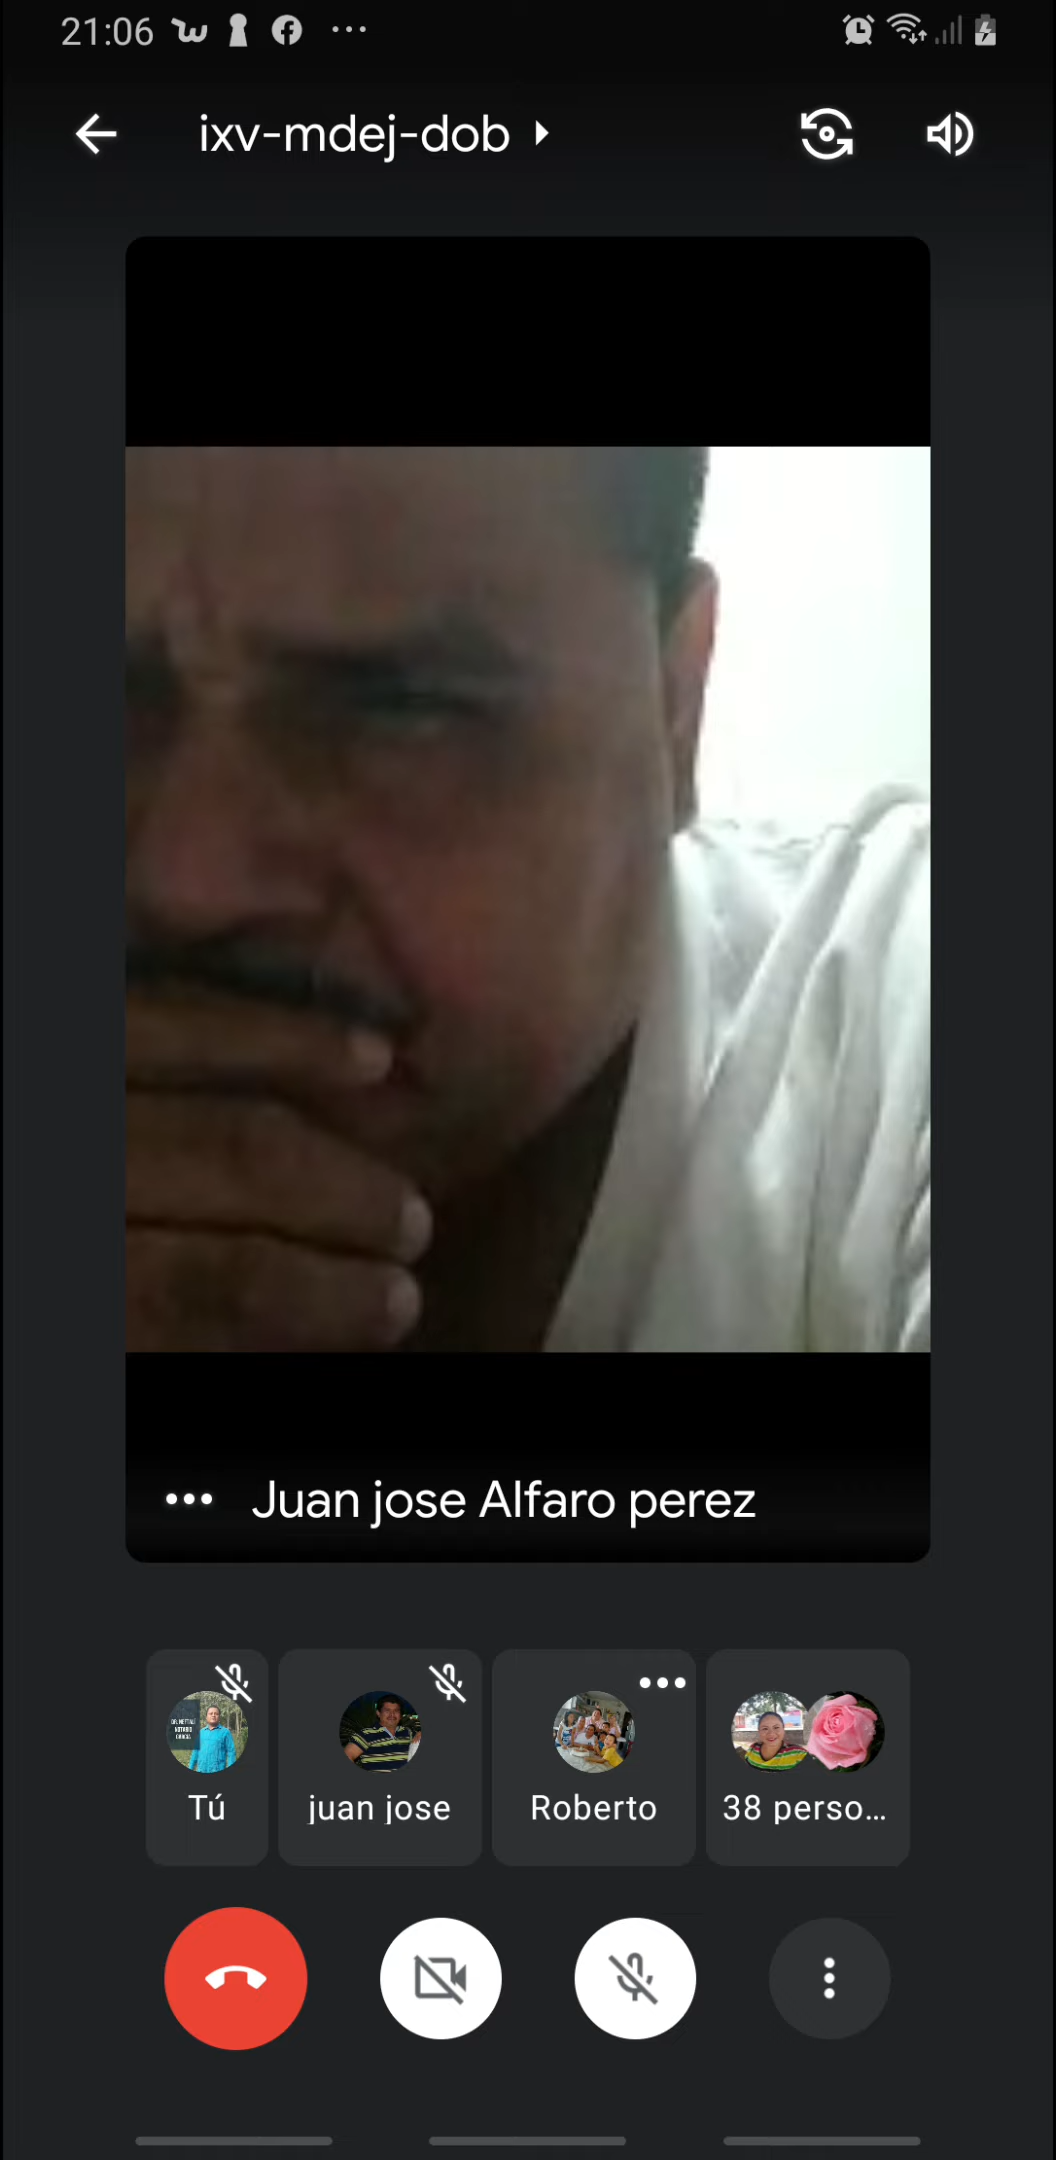 21:06
ixv-mdej-dob
Juan jose Alfaro perez
Tú
juan jose
Roberto
38 perso...